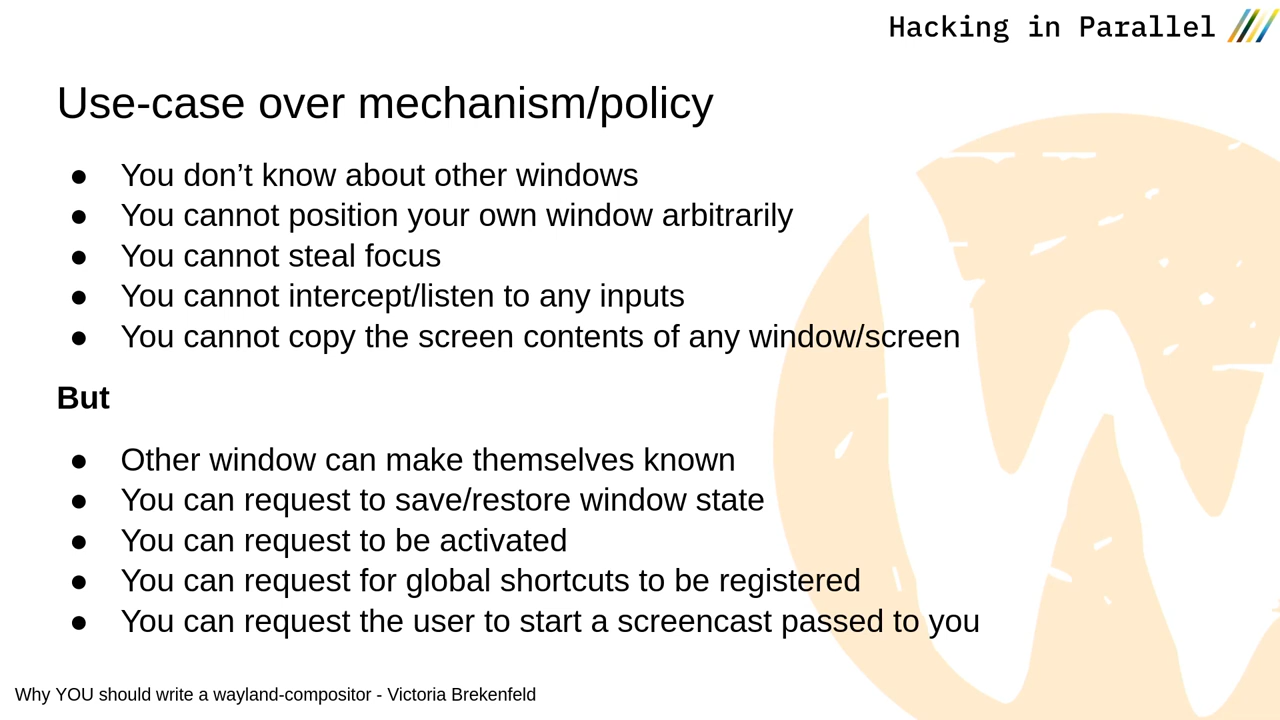 Hacking in Parallel
Use-case over mechanism/policy
● You don’t know about other windows
● You cannot position your own window arbitrarily
● You cannot steal focus
● You cannot intercept/listen to any inputs
● You cannot copy the screen contents of any window/screen
But
● Other window can make themselves known
● You can request to save/restore window state
● You can request to be activated
● You can request for global shortcuts to be registered
● You can request the user to start a screencast passed to you
Why YOU should write a wayland-compositor - Victoria Brekenfeld